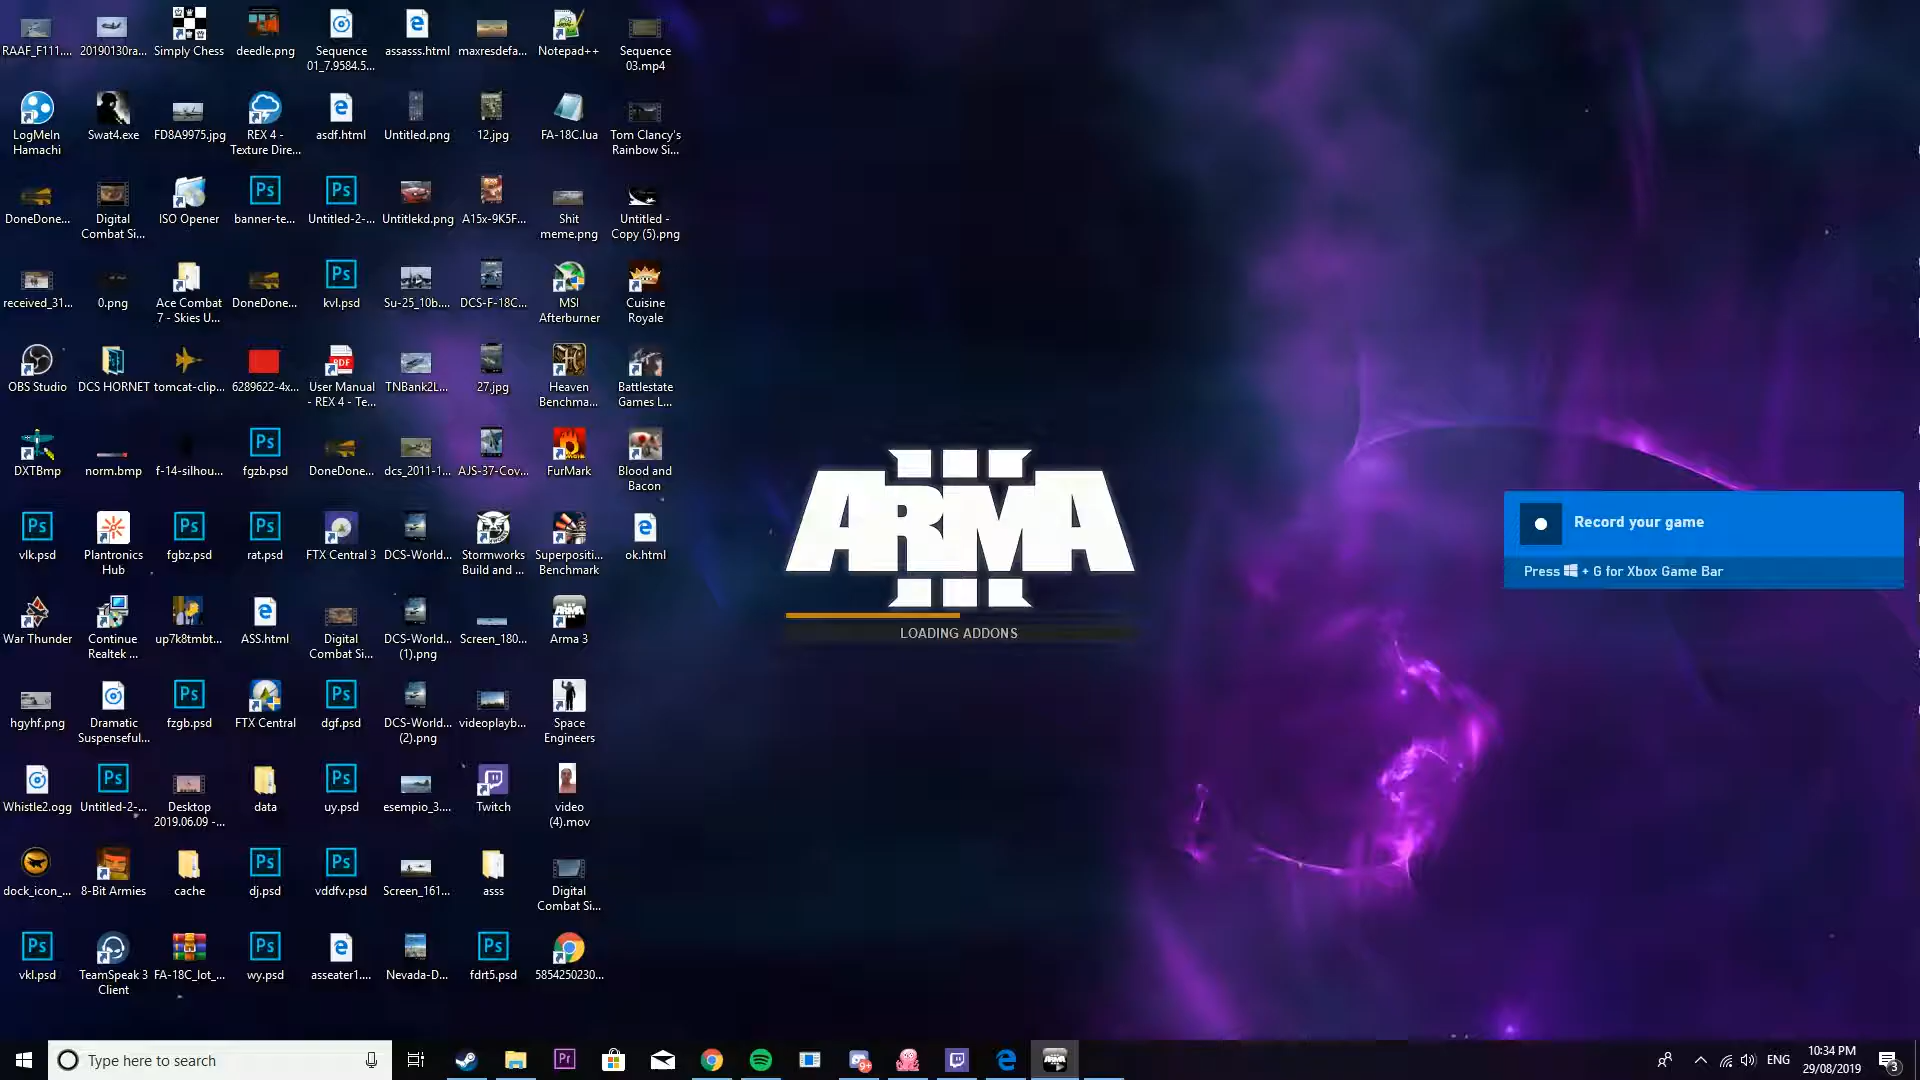 RAAF_F111....
20190130ra...
Simply Chess
deedle.png
Sequence
01_7.9584.5...
assasss.html
maxresdefa...
Notepad++
Sequence
03.mp4
LogMeIn
Hamachi
Swat4.exe
FD8A9975.jpg
REX 4 -
Texture Dire...
asdf.html
Untitled.png
12.jpg
FA-18C.lua
Tom Clancy's
Rainbow Si...
DoneDone...
Digital
Combat Si...
ISO Opener
banner-te...
Untitled-2-...
Untitlekd.png
A15x-9K5F...
Shit
meme.png
Untitled -
Copy (5).png
received_31...
0.png
Ace Combat
7 - Skies U...
DoneDone...
kvl.psd
Su-25_10b....
DCS-F-18C...
MSI
Afterburner
Cuisine
Royale
OBS Studio
DCS HORNET
tomcat-clip...
6289622-4x...
User Manual
- REX 4 - Te...
TNBank2L...
27.jpg
Heaven
Benchma...
Battlestate
Games L...
DXTBmp
norm.bmp
f-14-silhou...
fgzb.psd
DoneDone...
dcs_2011-1...
AJS-37-Cov...
FurMark
Blood and
Bacon
vlk.psd
Plantronics
Hub
fgbz.psd
rat.psd
FTX Central 3
DCS-World...
Stormworks
Build and ...
Superpositi...
Benchmark
ok.html
War Thunder
Continue
Realtek ...
up7k8tmbt...
ASS.html
Digital
Combat Si...
DCS-World...
(1).png
Screen_180...
Arma 3
hgyhf.png
Dramatic
Suspenseful...
fzgb.psd
FTX Central
dgf.psd
DCS-World...
(2).png
videoplayb...
Space
Engineers
Whistle2.ogg
Untitled-2-...
Desktop
2019.06.09 -...
data
uy.psd
esempio_3....
Twitch
video
(4).mov
dock_icon_...
8-Bit Armies
cache
dj.psd
vddfv.psd
Screen_161...
asss
Digital
Combat Si...
vkl.psd
TeamSpeak 3
Client
FA-18C_lot_...
wy.psd
asseater1....
Nevada-D...
fdrt5.psd
5854250230...
ARMA
III
LOADING ADDONS
Record your game
Press + G for Xbox Game Bar
Type here to search
ENG
10:34 PM
29/08/2019
3